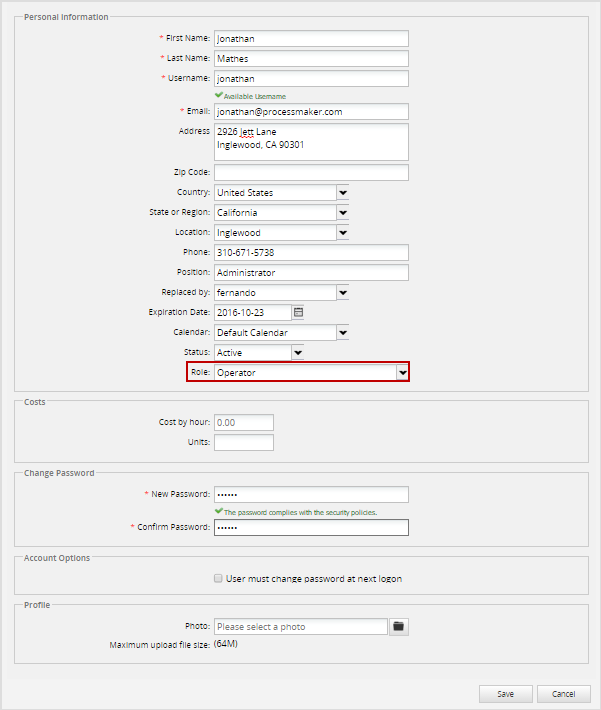 Personal Information
* First Name: Jonathan
* Last Name: Mathes
* Username: jonathan
Available Username
* Email: jonathan@processmaker.com
Address 2926 Jett Lane
Inglewood, CA 90301
Zip Code:
Country: United States
State or Region: California
Location: Inglewood
Phone: 310-671-5738
Position: Administrator
Replaced by: fernando
Expiration Date: 2016-10-23
Calendar: Default Calendar
Status: Active
Role: Operator
Costs
Cost by hour: 0.00
Units:
Change Password
* New Password: ••••••
The password complies with the security policies.
* Confirm Password: ••••••
Account Options
User must change password at next logon
Profile
Photo: Please select a photo
Maximum upload file size: (64M)
Save Cancel